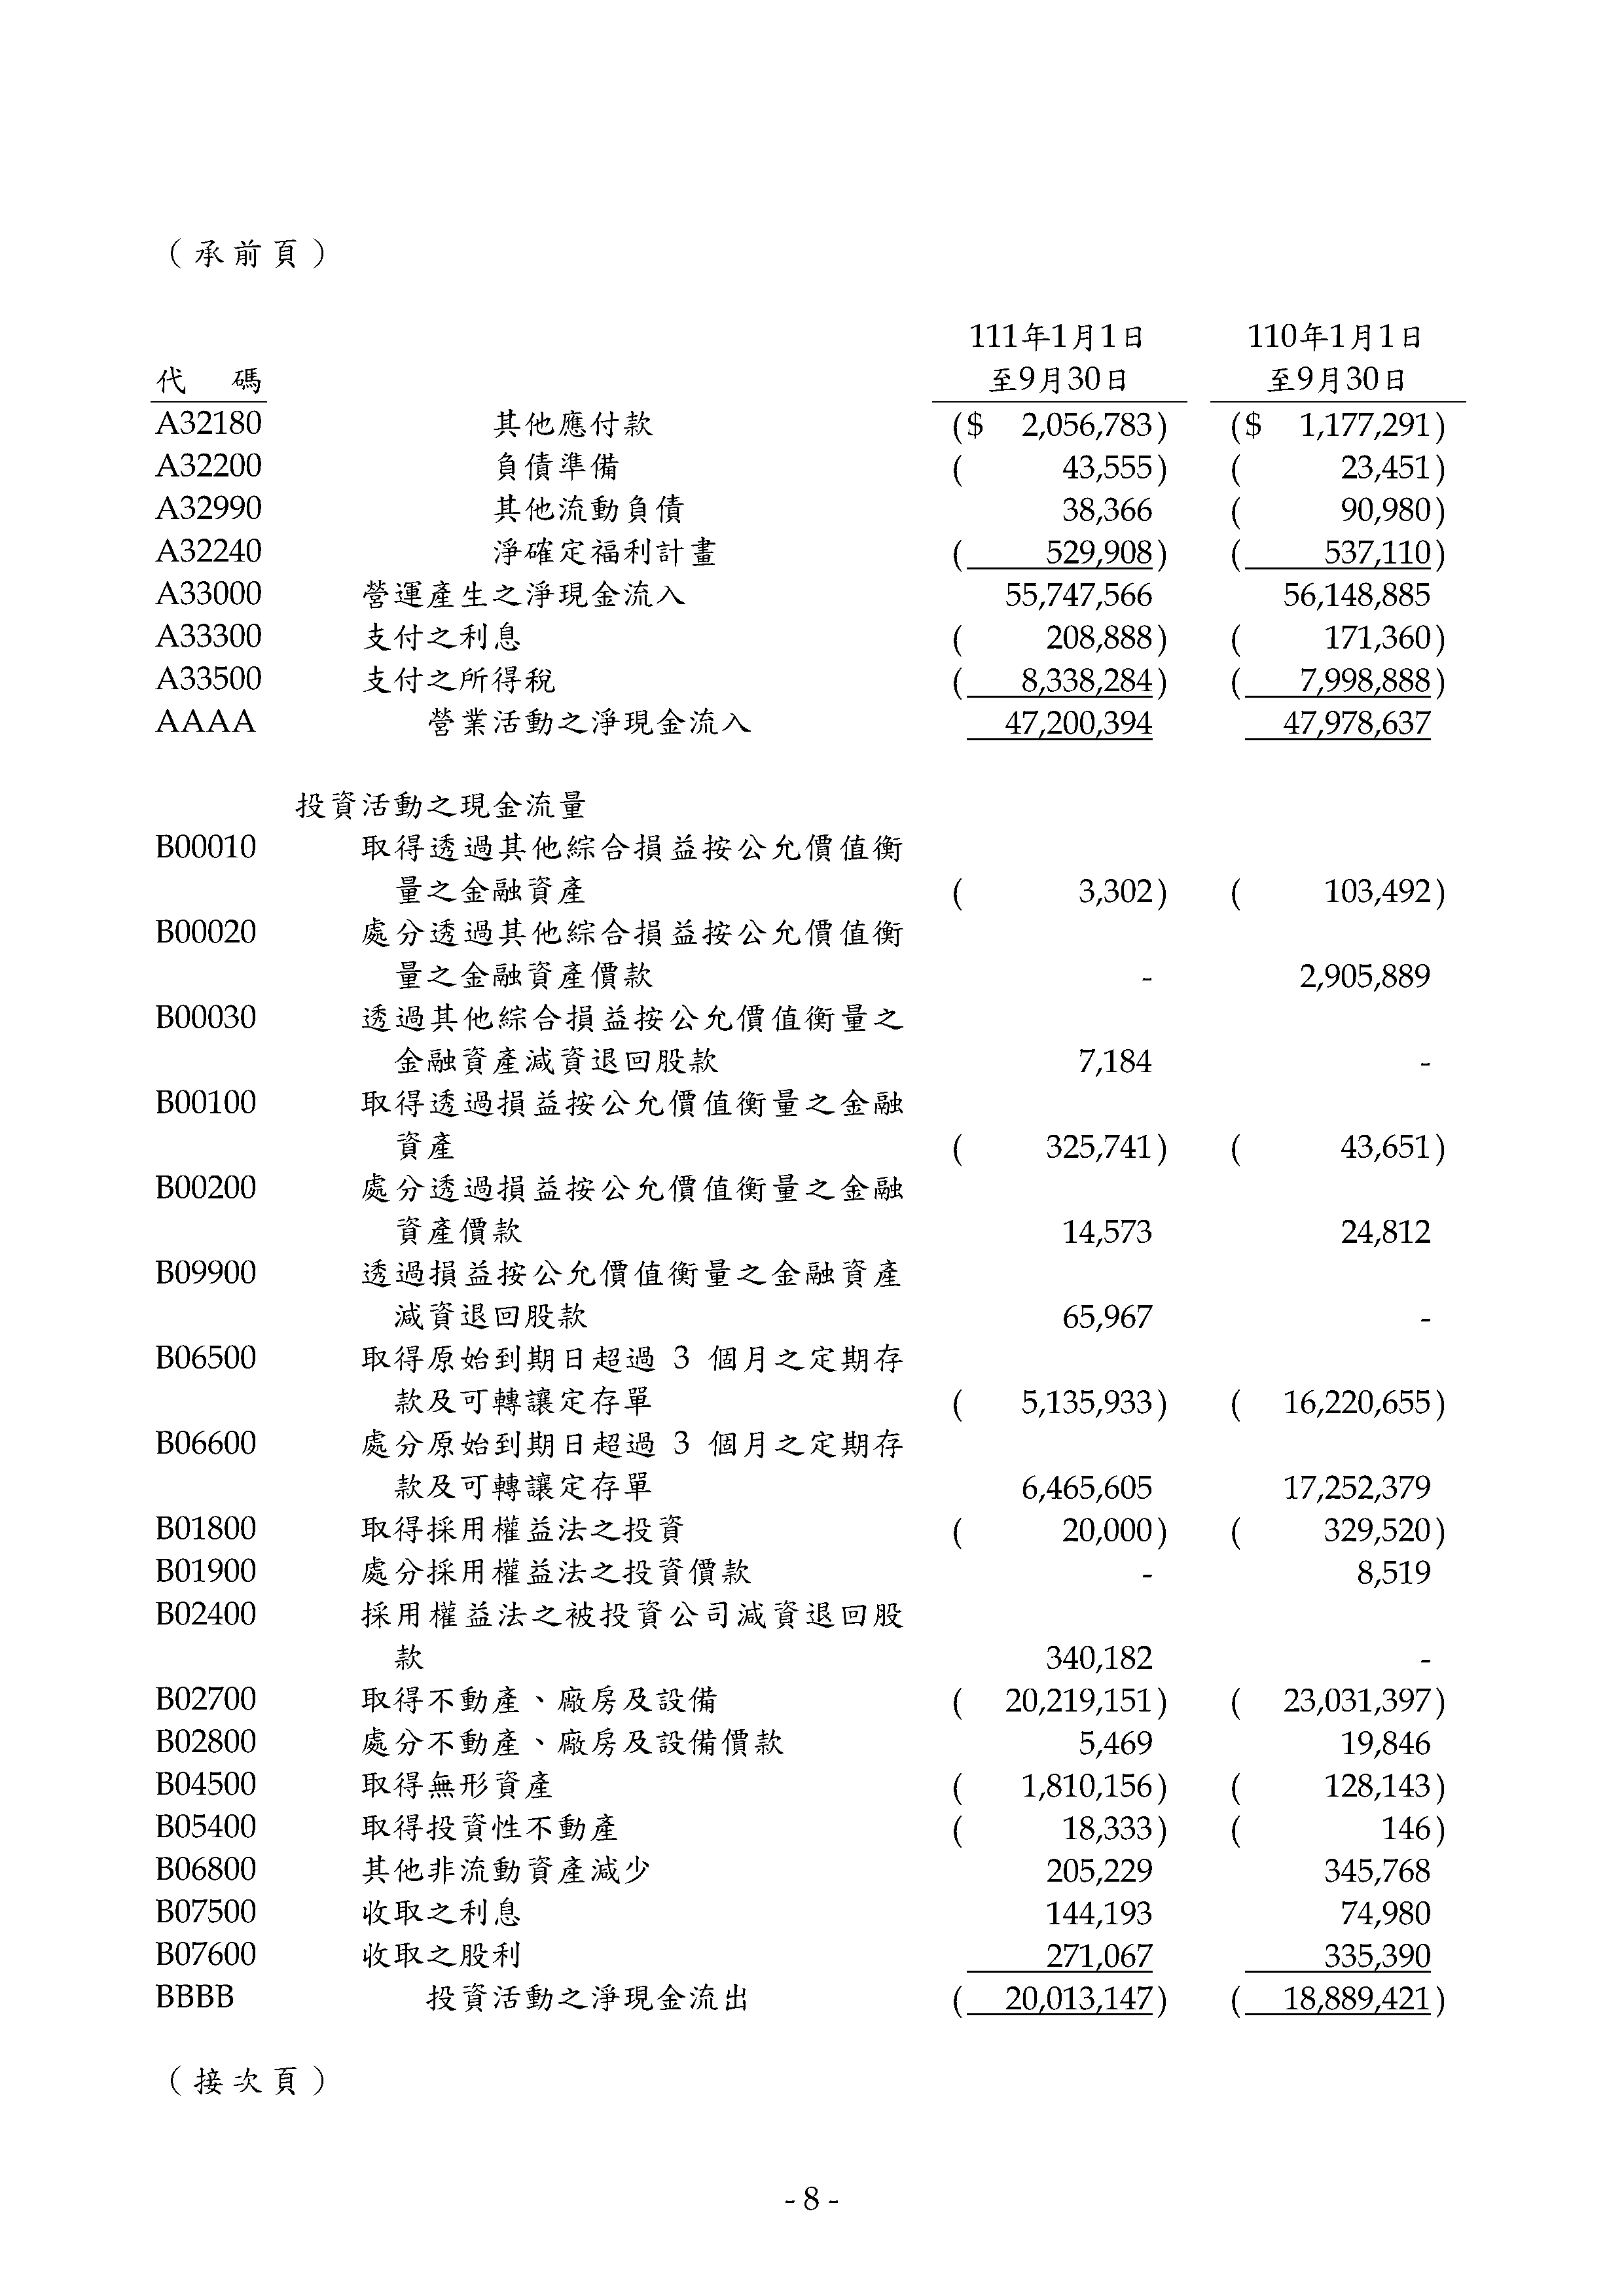 （承前頁）
111年1月1日 110年1月1日
代 碼 至9月30日 至9月30日
A32180 其他應付款 ($ 2,056,783) ($ 1,177,291)
A32200 負債準備 ( 43,555) ( 23,451)
A32990 其他流動負債 38,366 ( 90,980)
A32240 淨確定福利計畫 ( 529,908) ( 537,110)
A33000 營運產生之淨現金流入 55,747,566 56,148,885
A33300 支付之利息 ( 208,888) ( 171,360)
A33500 支付之所得稅 ( 8,338,284) ( 7,998,888)
AAAA 營業活動之淨現金流入 47,200,394 47,978,637
投資活動之現金流量
B00010 取得透過其他綜合損益按公允價值衡
量之金融資產 ( 3,302) ( 103,492)
B00020 處分透過其他綜合損益按公允價值衡
量之金融資產價款 - 2,905,889
B00030 透過其他綜合損益按公允價值衡量之
金融資產減資退回股款 7,184 -
B00100 取得透過損益按公允價值衡量之金融
資產 ( 325,741) ( 43,651)
B00200 處分透過損益按公允價值衡量之金融
資產價款 14,573 24,812
B09900 透過損益按公允價值衡量之金融資產
減資退回股款 65,967 -
B06500 取得原始到期日超過 3 個月之定期存
款及可轉讓定存單 ( 5,135,933) ( 16,220,655)
B06600 處分原始到期日超過 3 個月之定期存
款及可轉讓定存單 6,465,605 17,252,379
B01800 取得採用權益法之投資 ( 20,000) ( 329,520)
B01900 處分採用權益法之投資價款 - 8,519
B02400 採用權益法之被投資公司減資退回股
款 340,182 -
B02700 取得不動產、廠房及設備 ( 20,219,151) ( 23,031,397)
B02800 處分不動產、廠房及設備價款 5,469 19,846
B04500 取得無形資產 ( 1,810,156) ( 128,143)
B05400 取得投資性不動產 ( 18,333) ( 146)
B06800 其他非流動資產減少 205,229 345,768
B07500 收取之利息 144,193 74,980
B07600 收取之股利 271,067 335,390
BBBB 投資活動之淨現金流出 ( 20,013,147) ( 18,889,421)
（接次頁）
- 8 -